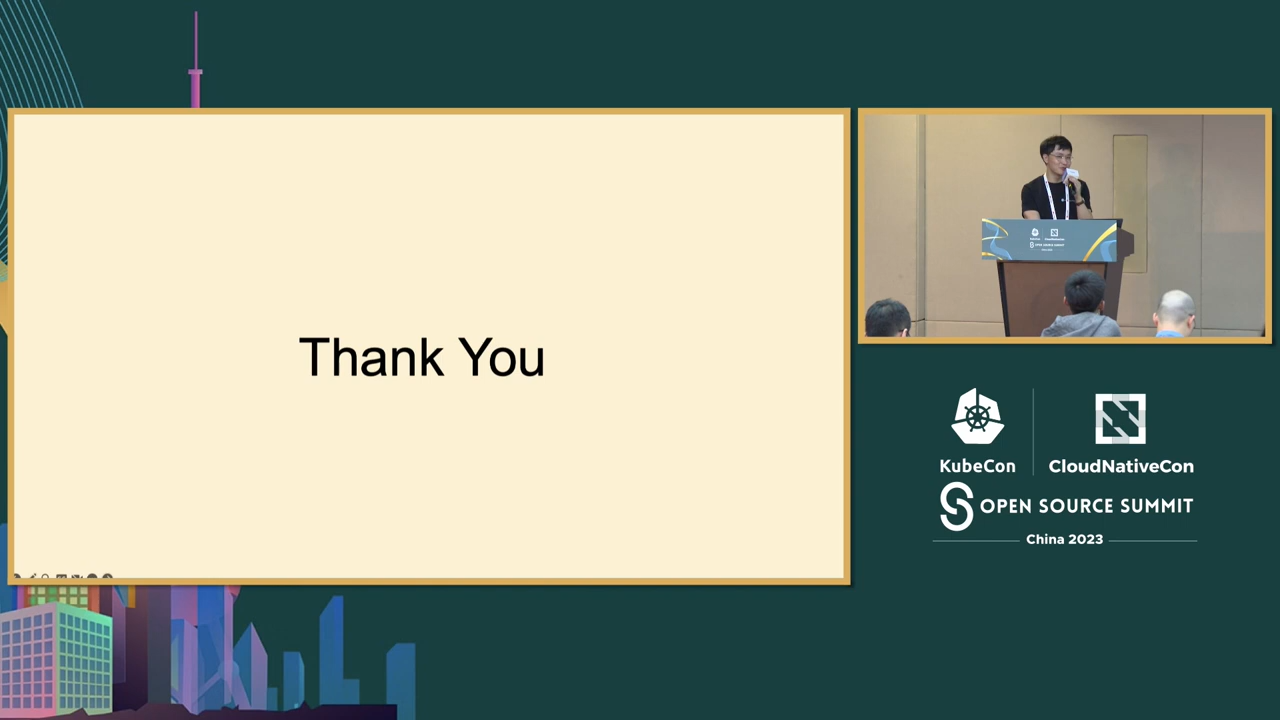 Thank You
KubeCon
CloudNativeCon
OPEN SOURCE SUMMIT
China 2023